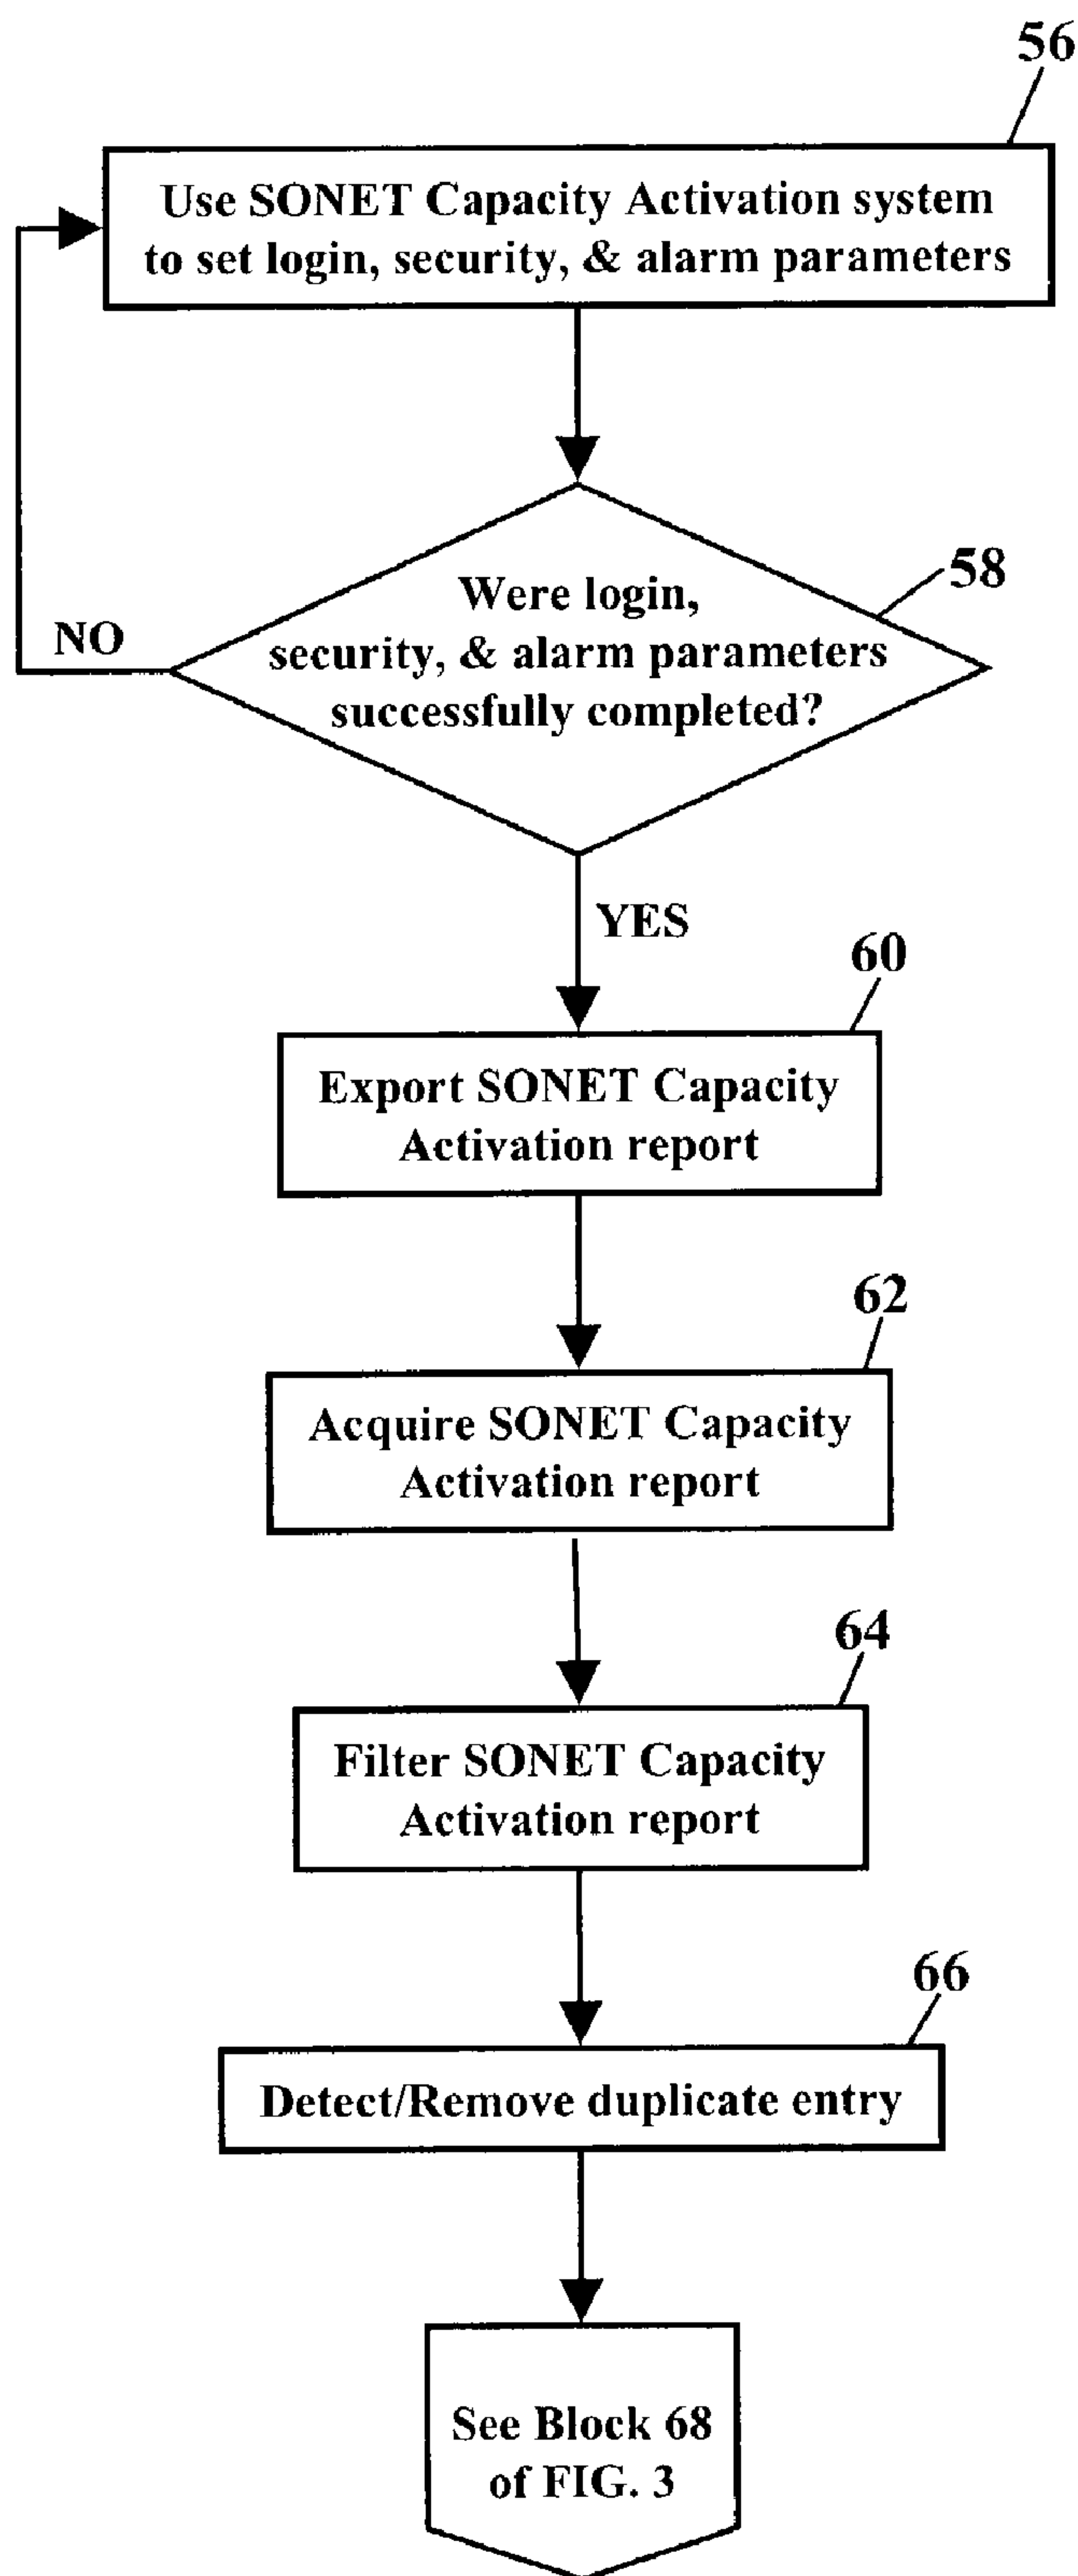 56
Use SONET Capacity Activation system
to set login, security, & alarm parameters
58
Were login,
security, & alarm parameters
successfully completed?
NO
YES
60
Export SONET Capacity
Activation report
62
Acquire SONET Capacity
Activation report
64
Filter SONET Capacity
Activation report
66
Detect/Remove duplicate entry
See Block 68
of FIG. 3